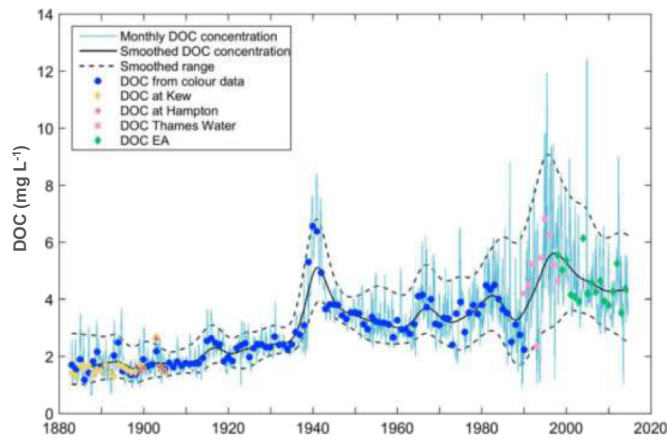 Monthly DOC concentration
Smoothed DOC concentration
Smoothed range
DOC from colour data
DOC at Kew
DOC at Hampton
DOC Thames Water
DOC EA
DOC (mg L⁻¹)
14
12
10
8
6
4
2
0
1880 1900 1920 1940 1960 1980 2000 2020